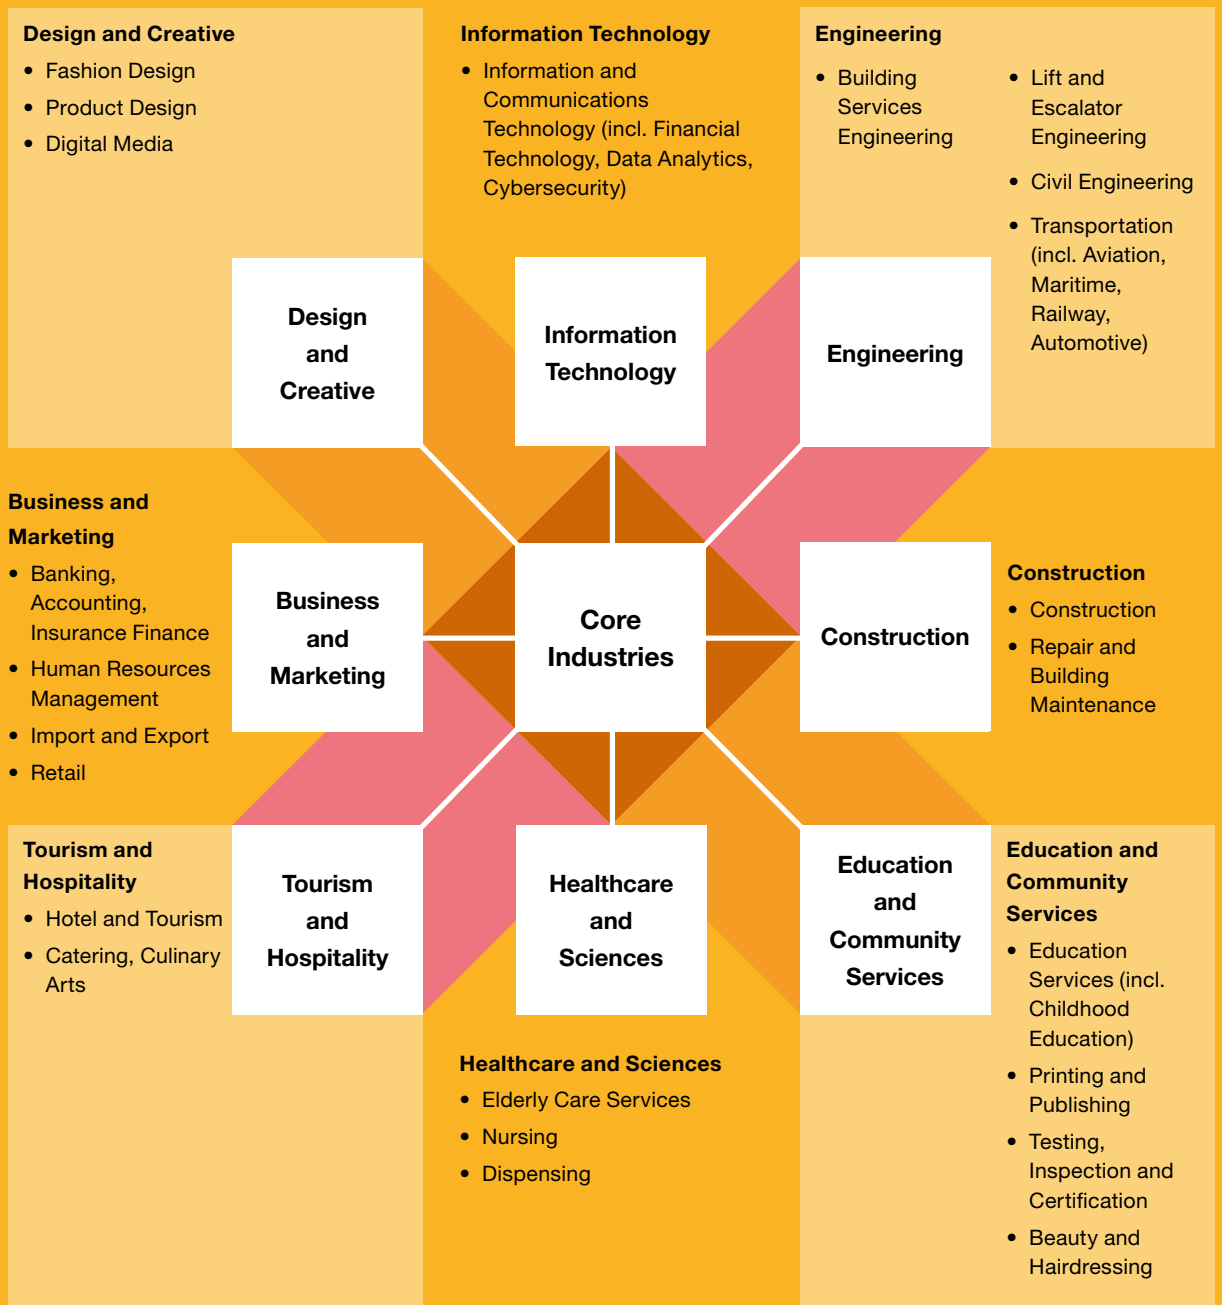 Design and Creative
• Fashion Design
• Product Design
• Digital Media
Information Technology
• Information and
Communications
Technology (incl. Financial
Technology, Data Analytics,
Cybersecurity)
Engineering
• Building
Services
Engineering
• Lift and
Escalator
Engineering
• Civil Engineering
• Transportation
(incl. Aviation,
Maritime,
Railway,
Automotive)
Design
and
Creative
Information
Technology
Engineering
Business and
Marketing
• Banking,
Accounting,
Insurance Finance
• Human Resources
Management
• Import and Export
• Retail
Business
and
Marketing
Core
Industries
Construction
Construction
• Construction
• Repair and
Building
Maintenance
Tourism and
Hospitality
• Hotel and Tourism
• Catering, Culinary
Arts
Tourism
and
Hospitality
Healthcare
and
Sciences
Education
and
Community
Services
Education and
Community
Services
• Education
Services (incl.
Childhood
Education)
• Printing and
Publishing
• Testing,
Inspection and
Certification
• Beauty and
Hairdressing
Healthcare and Sciences
• Elderly Care Services
• Nursing
• Dispensing